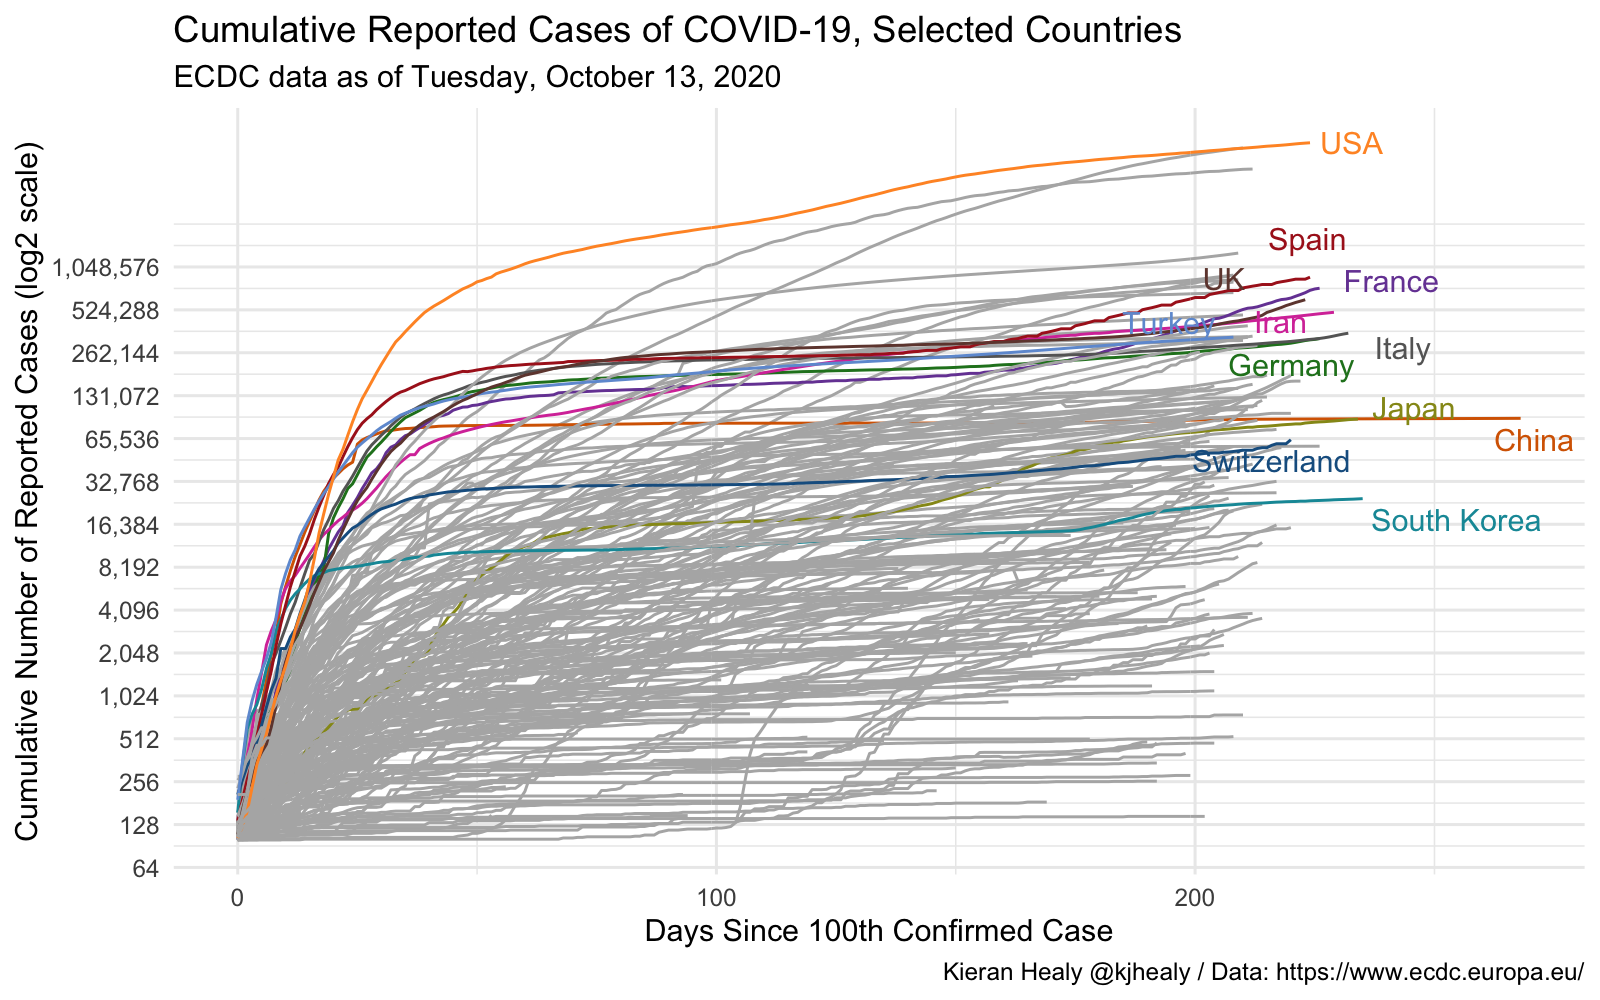 Cumulative Reported Cases of COVID-19, Selected Countries
ECDC data as of Tuesday, October 13, 2020
Cumulative Number of Reported Cases (log2 scale)
1,048,576
524,288
262,144
131,072
65,536
32,768
16,384
8,192
4,096
2,048
1,024
512
256
128
64
USA
Spain
UK
France
Turkey
Iran
Italy
Germany
Japan
China
Switzerland
South Korea
0
100
200
Days Since 100th Confirmed Case
Kieran Healy @kjhealy / Data: https://www.ecdc.europa.eu/